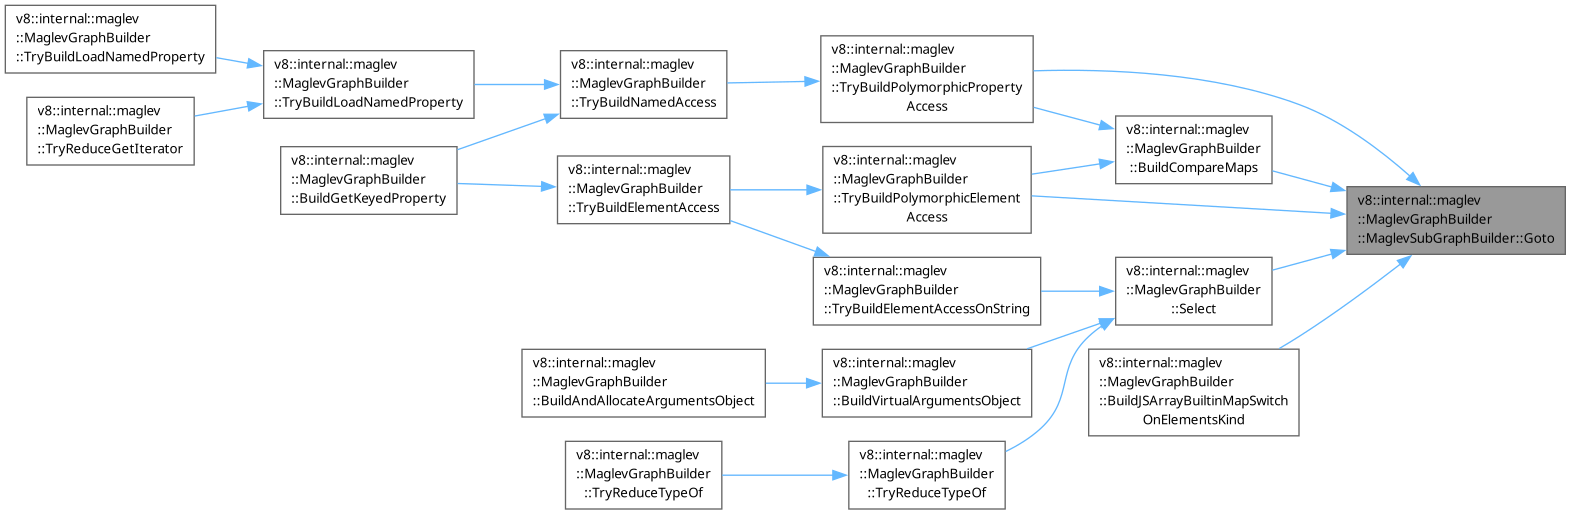 v8::internal::maglev
::MaglevGraphBuilder
::TryBuildLoadNamedProperty
v8::internal::maglev
::MaglevGraphBuilder
::TryReduceGetIterator
v8::internal::maglev
::MaglevGraphBuilder
::TryBuildLoadNamedProperty
v8::internal::maglev
::MaglevGraphBuilder
::BuildGetKeyedProperty
v8::internal::maglev
::MaglevGraphBuilder
::TryBuildNamedAccess
v8::internal::maglev
::MaglevGraphBuilder
::TryBuildElementAccess
v8::internal::maglev
::MaglevGraphBuilder
::BuildAndAllocateArgumentsObject
v8::internal::maglev
::MaglevGraphBuilder
::TryReduceTypeOf
v8::internal::maglev
::MaglevGraphBuilder
::TryBuildPolymorphicProperty
Access
v8::internal::maglev
::MaglevGraphBuilder
::TryBuildPolymorphicElement
Access
v8::internal::maglev
::MaglevGraphBuilder
::TryBuildElementAccessOnString
v8::internal::maglev
::MaglevGraphBuilder
::BuildVirtualArgumentsObject
v8::internal::maglev
::MaglevGraphBuilder
::TryReduceTypeOf
v8::internal::maglev
::MaglevGraphBuilder
::BuildCompareMaps
v8::internal::maglev
::MaglevGraphBuilder
::Select
v8::internal::maglev
::MaglevGraphBuilder
::BuildJSArrayBuiltinMapSwitch
OnElementsKind
v8::internal::maglev
::MaglevGraphBuilder
::MaglevSubGraphBuilder::Goto